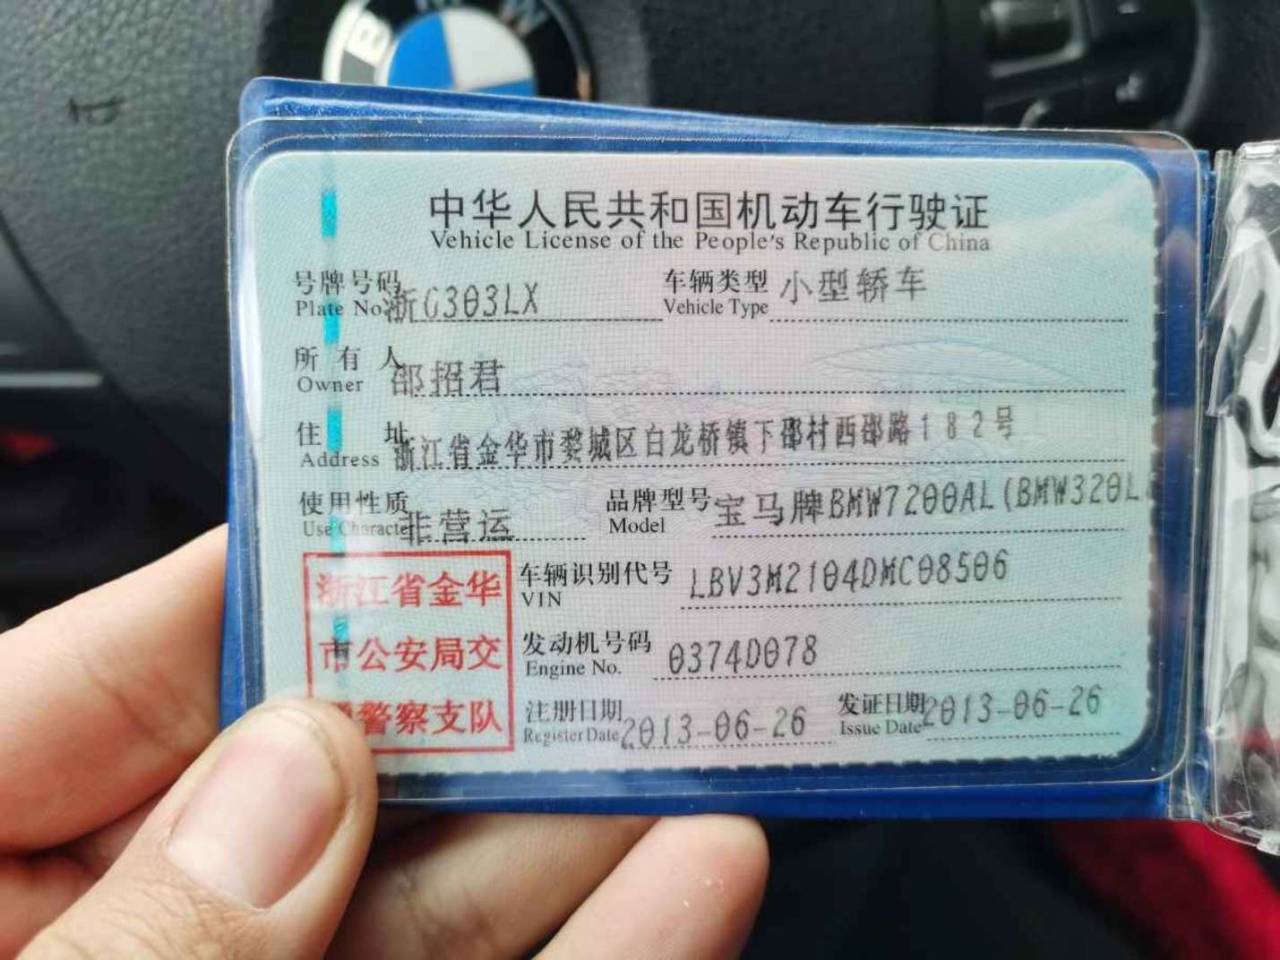 中华人民共和国机动车行驶证
Vehicle License of the People's Republic of China
号牌号码 浙G303LX 车辆类型 小型轿车
Plate No. Vehicle Type
所有人 邵招君
Owner
住址 浙江省金华市婺城区白龙桥镇下邵村西邵路182号
Address
使用性质 非营运 品牌型号 宝马牌BMW7200AL(BMW320L
Use Character Model
浙江省金华
市公安局交
警察支队
车辆识别代号 LBV3M2104DMC08506
VIN
发动机号码 0374D078
Engine No.
注册日期 2013-06-26 发证日期 2013-06-26
Register Date Issue Date